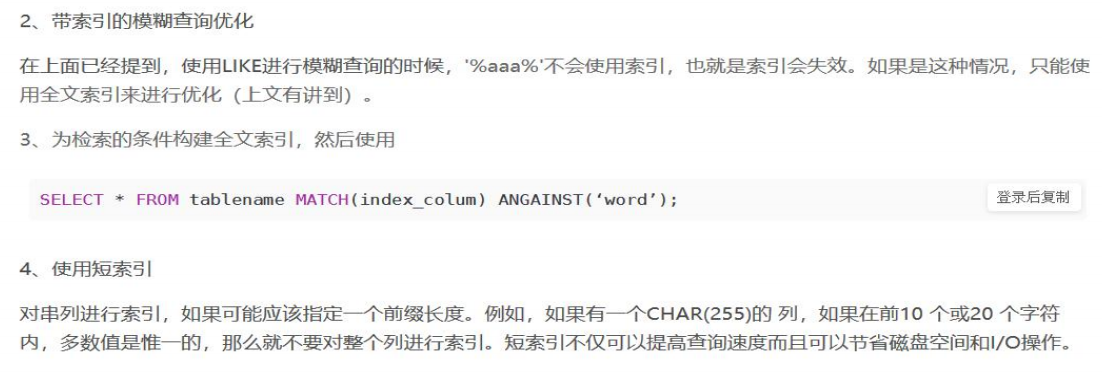 2、带索引的模糊查询优化
在上面已经提到，使用LIKE进行模糊查询的时候，'%aaa%'不会使用索引，也就是索引会失效。如果是这种情况，只能使
用全文索引来进行优化（上文有讲到）。
3、为检索的条件构建全文索引，然后使用
SELECT * FROM tablename MATCH(index_colum) ANGAINST(‘word’);
登录后复制
4、使用短索引
对串列进行索引，如果可能应该指定一个前缀长度。例如，如果有一个CHAR(255)的 列，如果在前10 个或20 个字符
内，多数值是惟一的，那么就不要对整个列进行索引。短索引不仅可以提高查询速度而且可以节省磁盘空间和I/O操作。